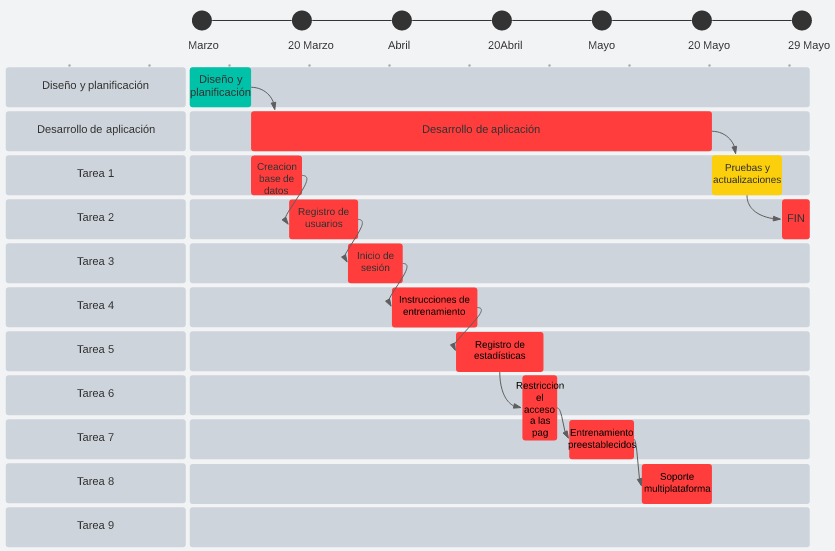 Marzo
20 Marzo
Abril
20Abril
Mayo
20 Mayo
29 Mayo
Diseño y planificación
Diseño y
planificación
Desarrollo de aplicación
Desarrollo de aplicación
Tarea 1
Creacion
base de
datos
Pruebas y
actualizaciones
Tarea 2
Registro de
usuarios
FIN
Tarea 3
Inicio de
sesión
Tarea 4
Instrucciones de
entrenamiento
Tarea 5
Registro de
estadísticas
Tarea 6
Restriccion
el
acceso
a las
pag
Tarea 7
Entrenamiento
preestablecidos
Tarea 8
Soporte
multiplataforma
Tarea 9